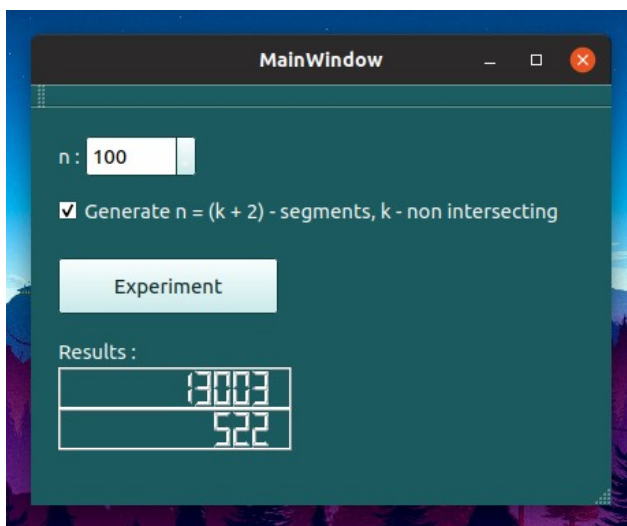 MainWindow
n : 100
Generate n = (k + 2) - segments, k - non intersecting
Experiment
Results :
13003
522